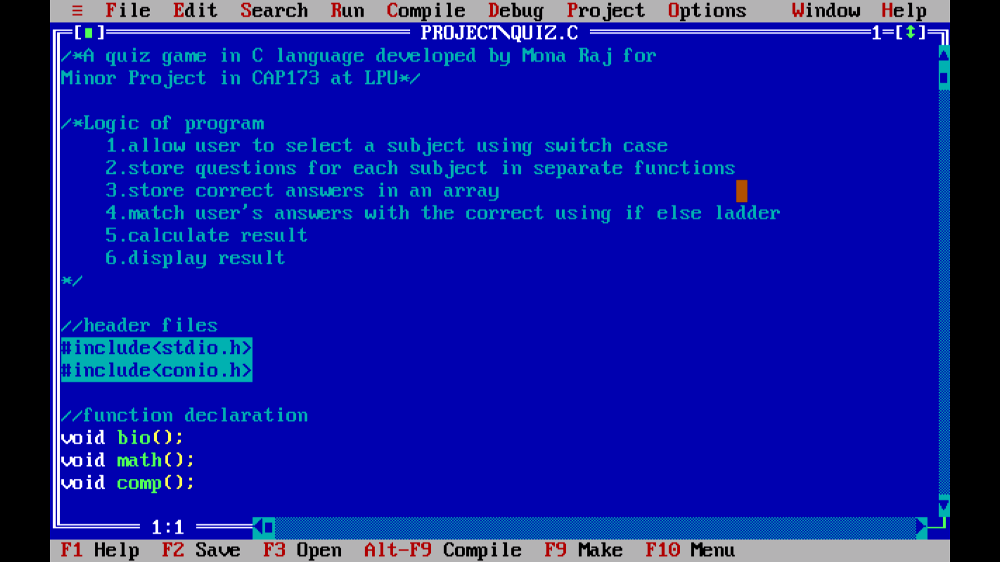 ≡ File Edit Search Run Compile Debug Project Options Window Help
[■] PROJECT\QUIZ.C 1=[↕]
/*A quiz game in C language developed by Mona Raj for
Minor Project in CAP173 at LPU*/
/*Logic of program
1.allow user to select a subject using switch case
2.store questions for each subject in separate functions
3.store correct answers in an array
4.match user's answers with the correct using if else ladder
5.calculate result
6.display result
*/
//header files
#include<stdio.h>
#include<conio.h>
//function declaration
void bio();
void math();
void comp();
1:1
F1 Help F2 Save F3 Open Alt-F9 Compile F9 Make F10 Menu